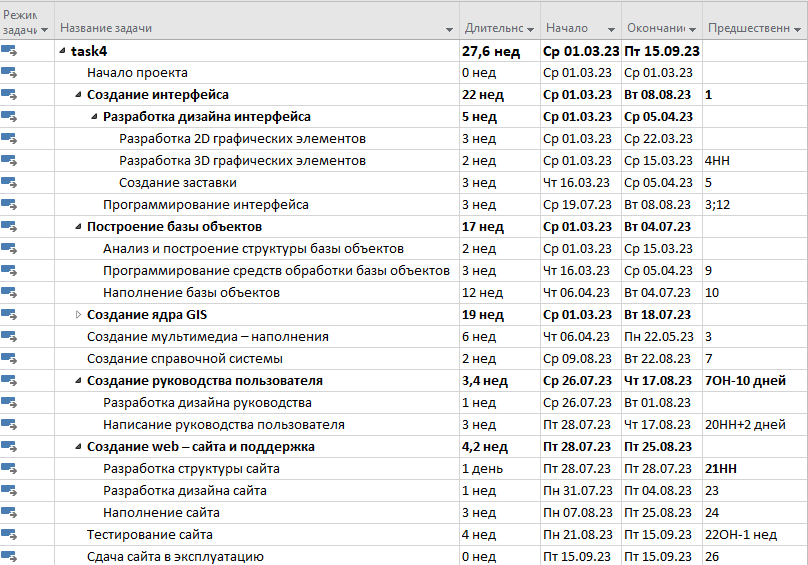 Режим задачи Название задачи Длительнс Начало Окончани Предшественн
task4 27,6 нед Ср 01.03.23 Пт 15.09.23
Начало проекта 0 нед Ср 01.03.23 Ср 01.03.23
Создание интерфейса 22 нед Ср 01.03.23 Вт 08.08.23 1
Разработка дизайна интерфейса 5 нед Ср 01.03.23 Ср 05.04.23
Разработка 2D графических элементов 3 нед Ср 01.03.23 Ср 22.03.23
Разработка 3D графических элементов 2 нед Ср 01.03.23 Ср 15.03.23 4НН
Создание заставки 3 нед Чт 16.03.23 Ср 05.04.23 5
Программирование интерфейса 3 нед Ср 19.07.23 Вт 08.08.23 3;12
Построение базы объектов 17 нед Ср 01.03.23 Вт 04.07.23
Анализ и построение структуры базы объектов 2 нед Ср 01.03.23 Ср 15.03.23
Программирование средств обработки базы объектов 3 нед Чт 16.03.23 Ср 05.04.23 9
Наполнение базы объектов 12 нед Чт 06.04.23 Вт 04.07.23 10
Создание ядра GIS 19 нед Ср 01.03.23 Вт 18.07.23
Создание мультимедиа – наполнения 6 нед Чт 06.04.23 Пн 22.05.23 3
Создание справочной системы 2 нед Ср 09.08.23 Вт 22.08.23 7
Создание руководства пользователя 3,4 нед Ср 26.07.23 Чт 17.08.23 7ОН-10 дней
Разработка дизайна руководства 1 нед Ср 26.07.23 Вт 01.08.23
Написание руководства пользователя 3 нед Пт 28.07.23 Чт 17.08.23 20НН+2 дней
Создание web – сайта и поддержка 4,2 нед Пт 28.07.23 Пт 25.08.23
Разработка структуры сайта 1 день Пт 28.07.23 Пт 28.07.23 21НН
Разработка дизайна сайта 1 нед Пн 31.07.23 Пт 04.08.23 23
Наполнение сайта 3 нед Пн 07.08.23 Пт 25.08.23 24
Тестирование сайта 4 нед Пн 21.08.23 Пт 15.09.23 22ОН-1 нед
Сдача сайта в эксплуатацию 0 нед Пт 15.09.23 Пт 15.09.23 26